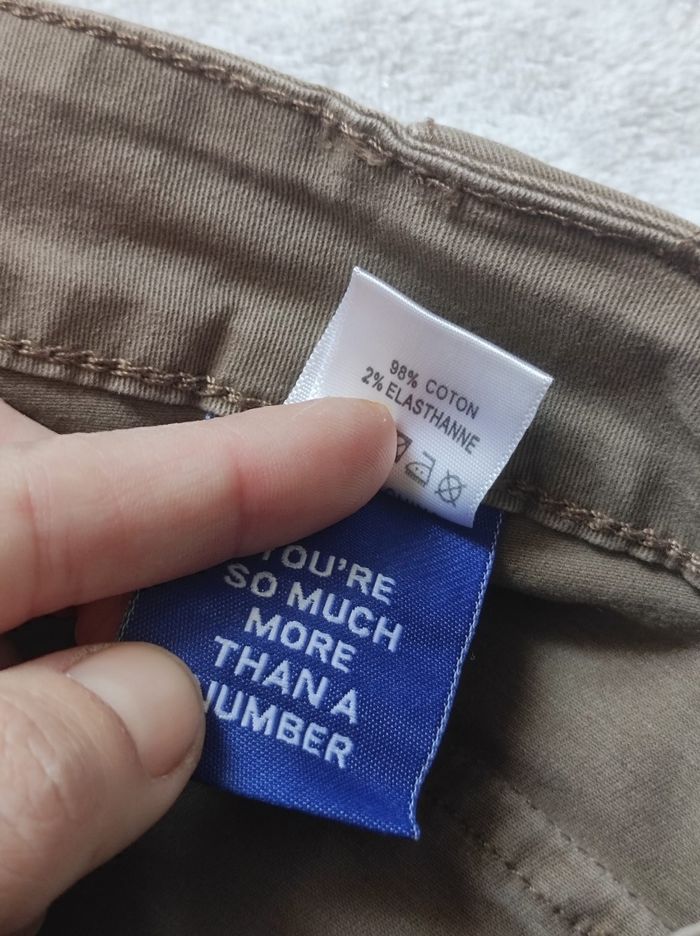 98% COTON
2% ELASTHANNE
YOU'RE
SO MUCH
MORE
THAN A
NUMBER